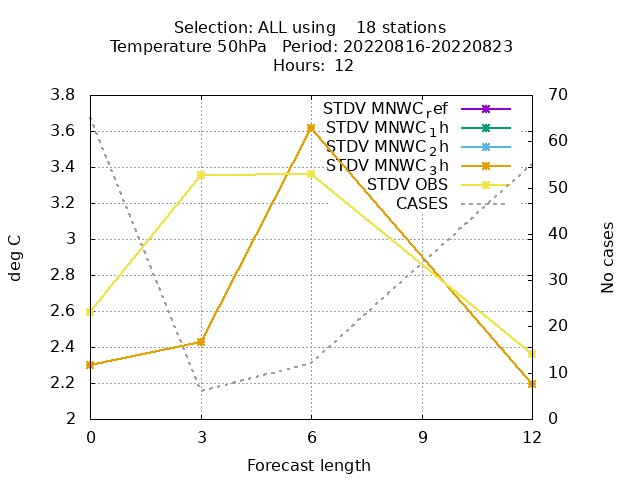 Selection: ALL using    18 stations
Temperature 50hPa   Period: 20220816-20220823
Hours: 12
3.8
3.6
3.4
3.2
3
2.8
2.6
2.4
2.2
2
deg C
70
60
50
40
30
20
10
0
No cases
STDV MNWC_ref
STDV MNWC_1h
STDV MNWC_2h
STDV MNWC_3h
STDV OBS
CASES
0 3 6 9 12
Forecast length